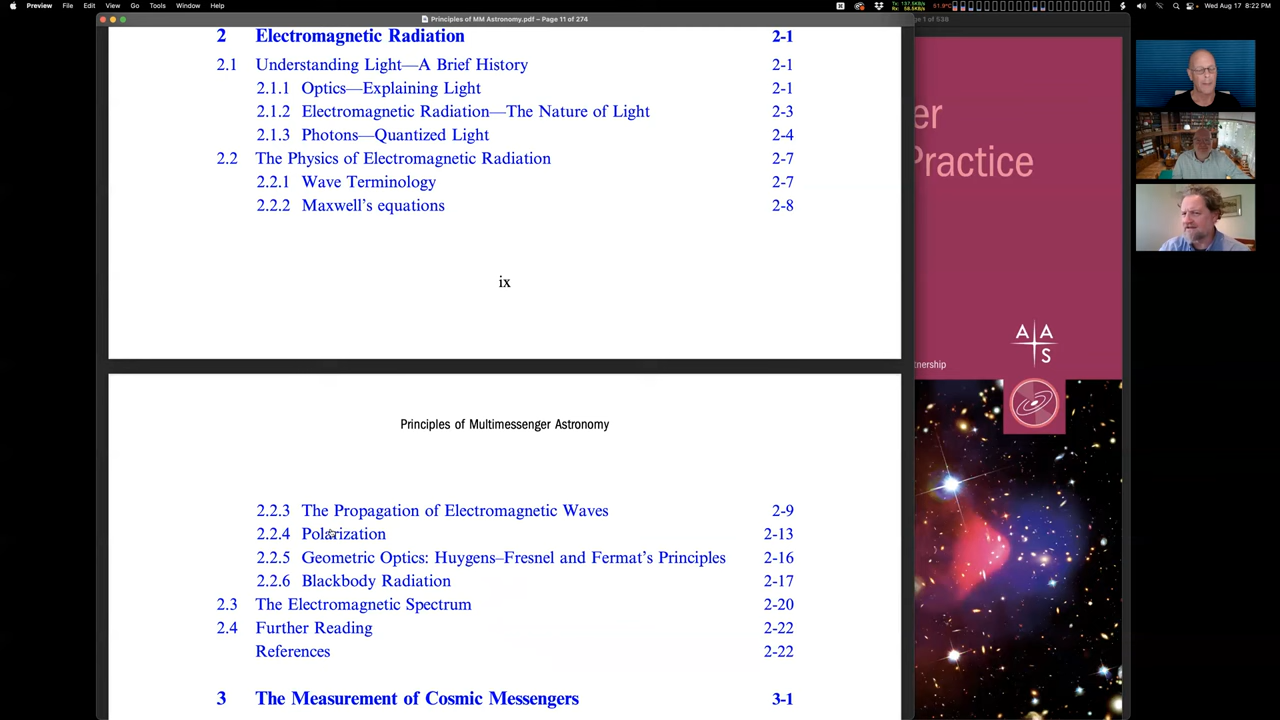 Preview File Edit View Go Tools Window Help
Wed Aug 17 8:22 PM
Principles of MM Astronomy.pdf – Page 11 of 274
2 Electromagnetic Radiation 2-1
2.1 Understanding Light—A Brief History 2-1
2.1.1 Optics—Explaining Light 2-1
2.1.2 Electromagnetic Radiation—The Nature of Light 2-3
2.1.3 Photons—Quantized Light 2-4
2.2 The Physics of Electromagnetic Radiation 2-7
2.2.1 Wave Terminology 2-7
2.2.2 Maxwell's equations 2-8
ix
Principles of Multimessenger Astronomy
2.2.3 The Propagation of Electromagnetic Waves 2-9
2.2.4 Polarization 2-13
2.2.5 Geometric Optics: Huygens–Fresnel and Fermat's Principles 2-16
2.2.6 Blackbody Radiation 2-17
2.3 The Electromagnetic Spectrum 2-20
2.4 Further Reading 2-22
References 2-22
3 The Measurement of Cosmic Messengers 3-1
1 of 538
er
Practice
AAS
tnership